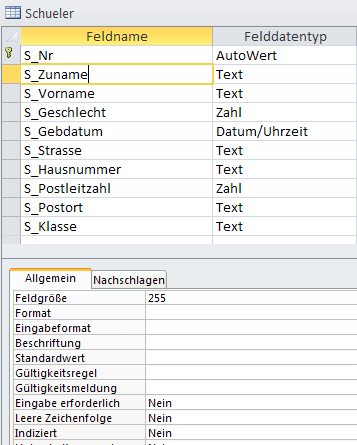 Schueler
Feldname Felddatentyp
S_Nr AutoWert
S_Zuname Text
S_Vorname Text
S_Geschlecht Zahl
S_Gebdatum Datum/Uhrzeit
S_Strasse Text
S_Hausnummer Text
S_Postleitzahl Zahl
S_Postort Text
S_Klasse Text
Allgemein Nachschlagen
Feldgröße 255
Format
Eingabeformat
Beschriftung
Standardwert
Gültigkeitsregel
Gültigkeitsmeldung
Eingabe erforderlich Nein
Leere Zeichenfolge Nein
Indiziert Nein